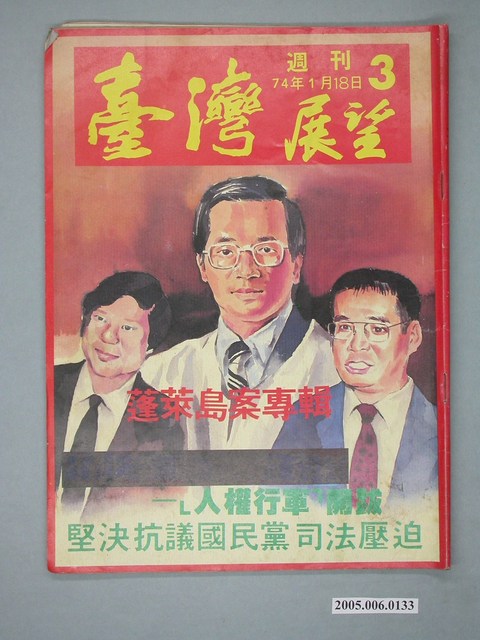 週刊
74年1月18日
3
臺灣
展望
蓬萊島案專輯
—「人權行軍」開跋
堅決抗議國民黨司法壓迫
2005.006.0133